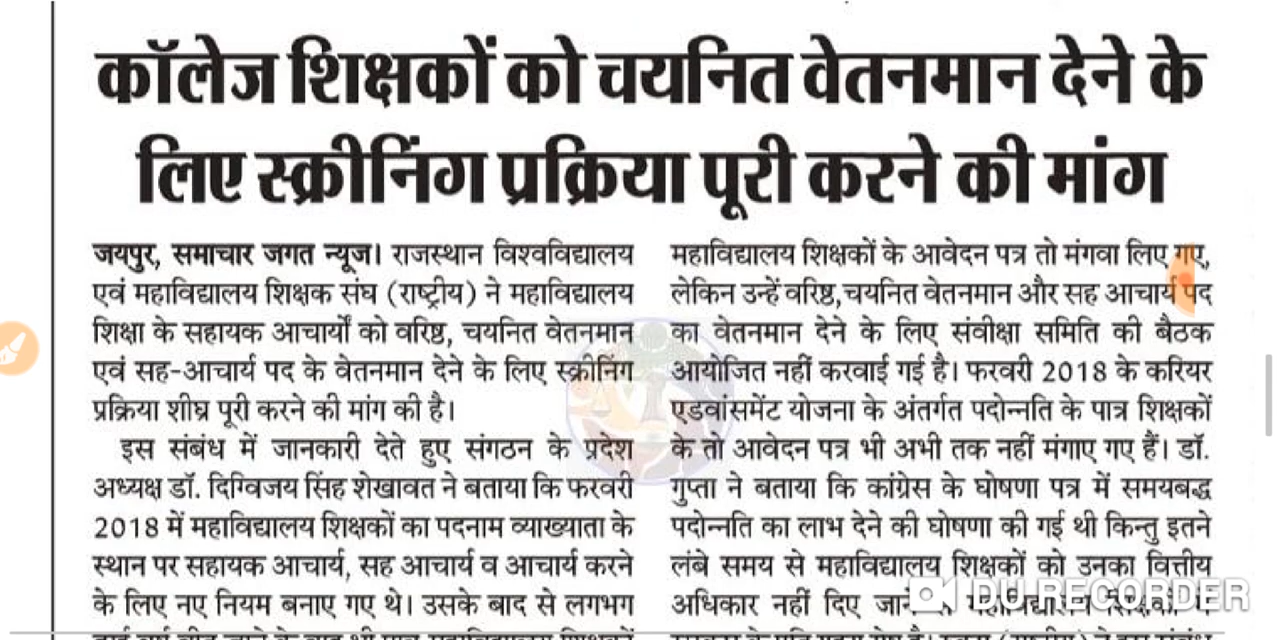 कॉलेज शिक्षकों को चयनित वेतनमान देने के
लिए स्क्रीनिंग प्रक्रिया पूरी करने की मांग
जयपुर, समाचार जगत न्यूज। राजस्थान विश्वविद्यालय
एवं महाविद्यालय शिक्षक संघ (राष्ट्रीय) ने महाविद्यालय
शिक्षा के सहायक आचार्यों को वरिष्ठ, चयनित वेतनमान
एवं सह-आचार्य पद के वेतनमान देने के लिए स्क्रीनिंग
प्रक्रिया शीघ्र पूरी करने की मांग की है।
इस संबंध में जानकारी देते हुए संगठन के प्रदेश
अध्यक्ष डॉ. दिग्विजय सिंह शेखावत ने बताया कि फरवरी
2018 में महाविद्यालय शिक्षकों का पदनाम व्याख्याता के
स्थान पर सहायक आचार्य, सह आचार्य व आचार्य करने
के लिए नए नियम बनाए गए थे। उसके बाद से लगभग
महाविद्यालय शिक्षकों के आवेदन पत्र तो मंगवा लिए गए,
लेकिन उन्हें वरिष्ठ,चयनित वेतनमान और सह आचार्य पद
का वेतनमान देने के लिए संवीक्षा समिति की बैठक
आयोजित नहीं करवाई गई है। फरवरी 2018 के करियर
एडवांसमेंट योजना के अंतर्गत पदोन्नति के पात्र शिक्षकों
के तो आवेदन पत्र भी अभी तक नहीं मंगाए गए हैं। डॉ.
गुप्ता ने बताया कि कांग्रेस के घोषणा पत्र में समयबद्ध
पदोन्नति का लाभ देने की घोषणा की गई थी किन्तु इतने
लंबे समय से महाविद्यालय शिक्षकों को उनका वित्तीय
अधिकार नहीं दिए जाने
DU RECORDER